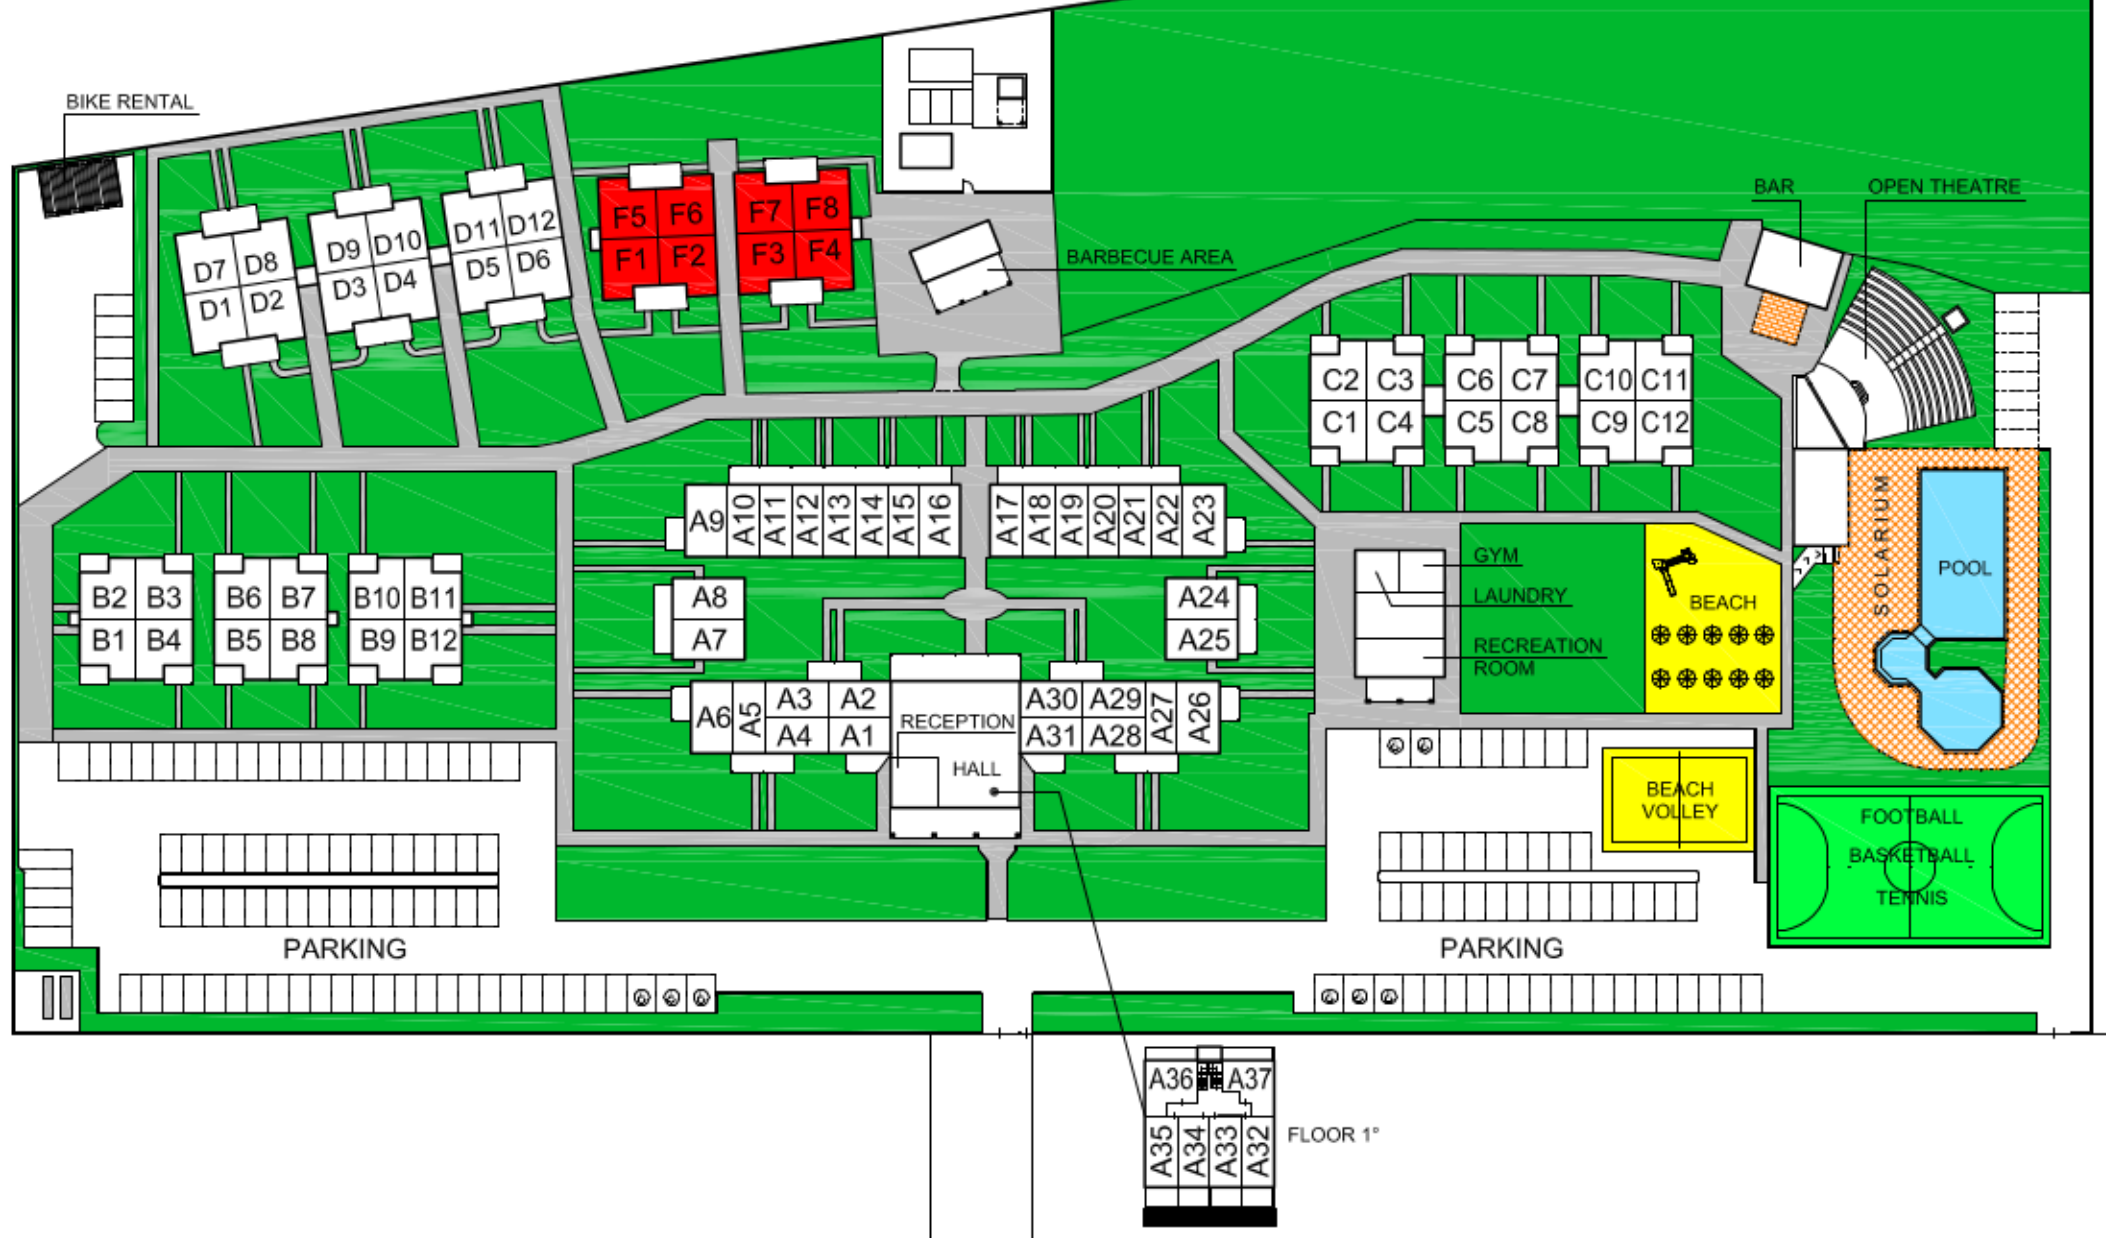 BIKE RENTAL
BAR
OPEN THEATRE
BARBECUE AREA
D7 D8
D1 D2
D9 D10
D3 D4
D11 D12
D5 D6
F5 F6
F1 F2
F7 F8
F3 F4
C2 C3
C1 C4
C6 C7
C5 C8
C10 C11
C9 C12
A9 A10 A11 A12 A13 A14 A15 A16
A17 A18 A19 A20 A21 A22 A23
B2 B3
B1 B4
B6 B7
B5 B8
B10 B11
B9 B12
A8
A7
A24
A25
A6 A5
A3 A2
A4 A1
RECEPTION
HALL
A30 A29
A31 A28
A27 A26
GYM
LAUNDRY
RECREATION
ROOM
BEACH
SOLARIUM
POOL
BEACH
VOLLEY
FOOTBALL
BASKETBALL
TENNIS
PARKING
PARKING
A36 A37
A35 A34 A33 A32
FLOOR 1°